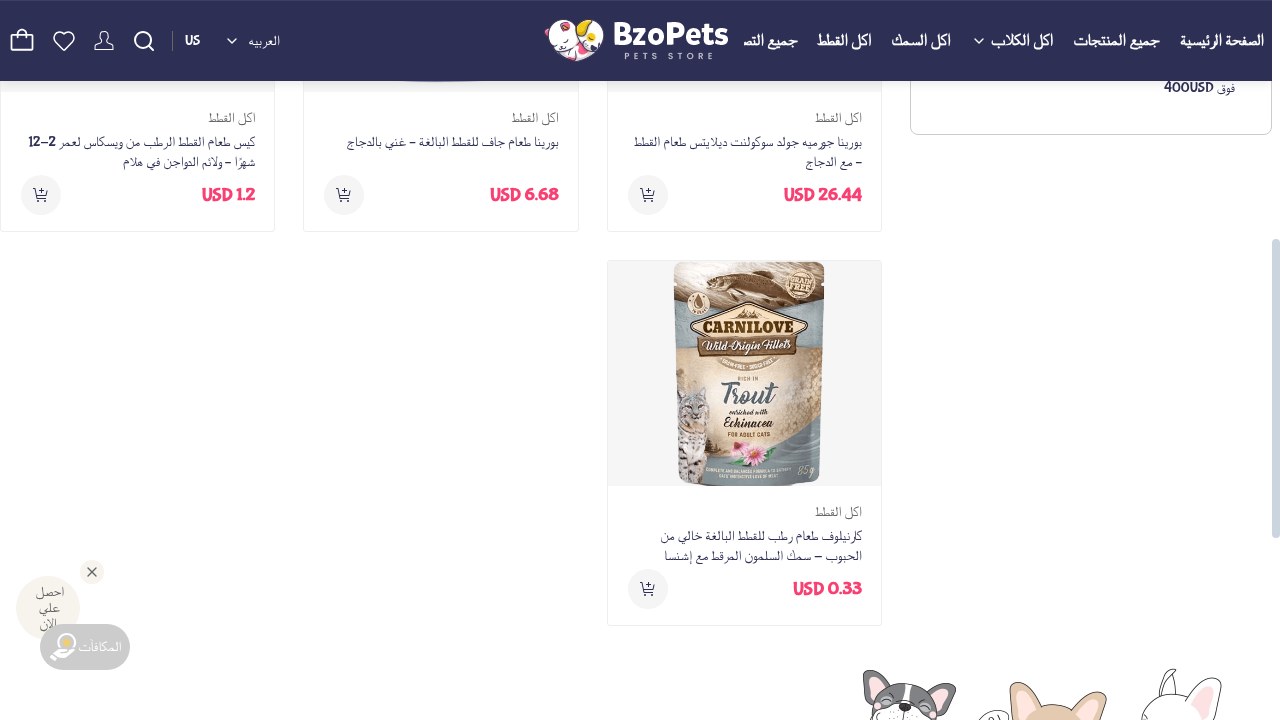 الصفحة الرئيسية
جميع المنتجات
اكل الكلاب
اكل السمك
اكل القطط
جميع
BzoPets
PETS STORE
العربيه
US
فوق 400USD
اكل القطط
بورينا جورميه جولد سوكولنت ديلايتس طعام القطط
– مع الدجاج
USD 26.44
اكل القطط
بورينا طعام جاف للقطط البالغة – غني بالدجاج
USD 6.68
اكل القطط
كيس طعام القطط الرطب من ويسكاس لعمر 2–12
شهرًا – ولائم الدواجن في هلام
USD 1.2
GRAIN FREE
CARNILOVE
Wild-Origin Fillets
RICH IN
Trout
enriched with
Echinacea
FOR ADULT CATS
85g
اكل القطط
كارنيلوف طعام رطب للقطط البالغة خالي من
الحبوب – سمك السلمون المرقط مع إشنسا
USD 0.33
احصل
علي
الان
المكافآت